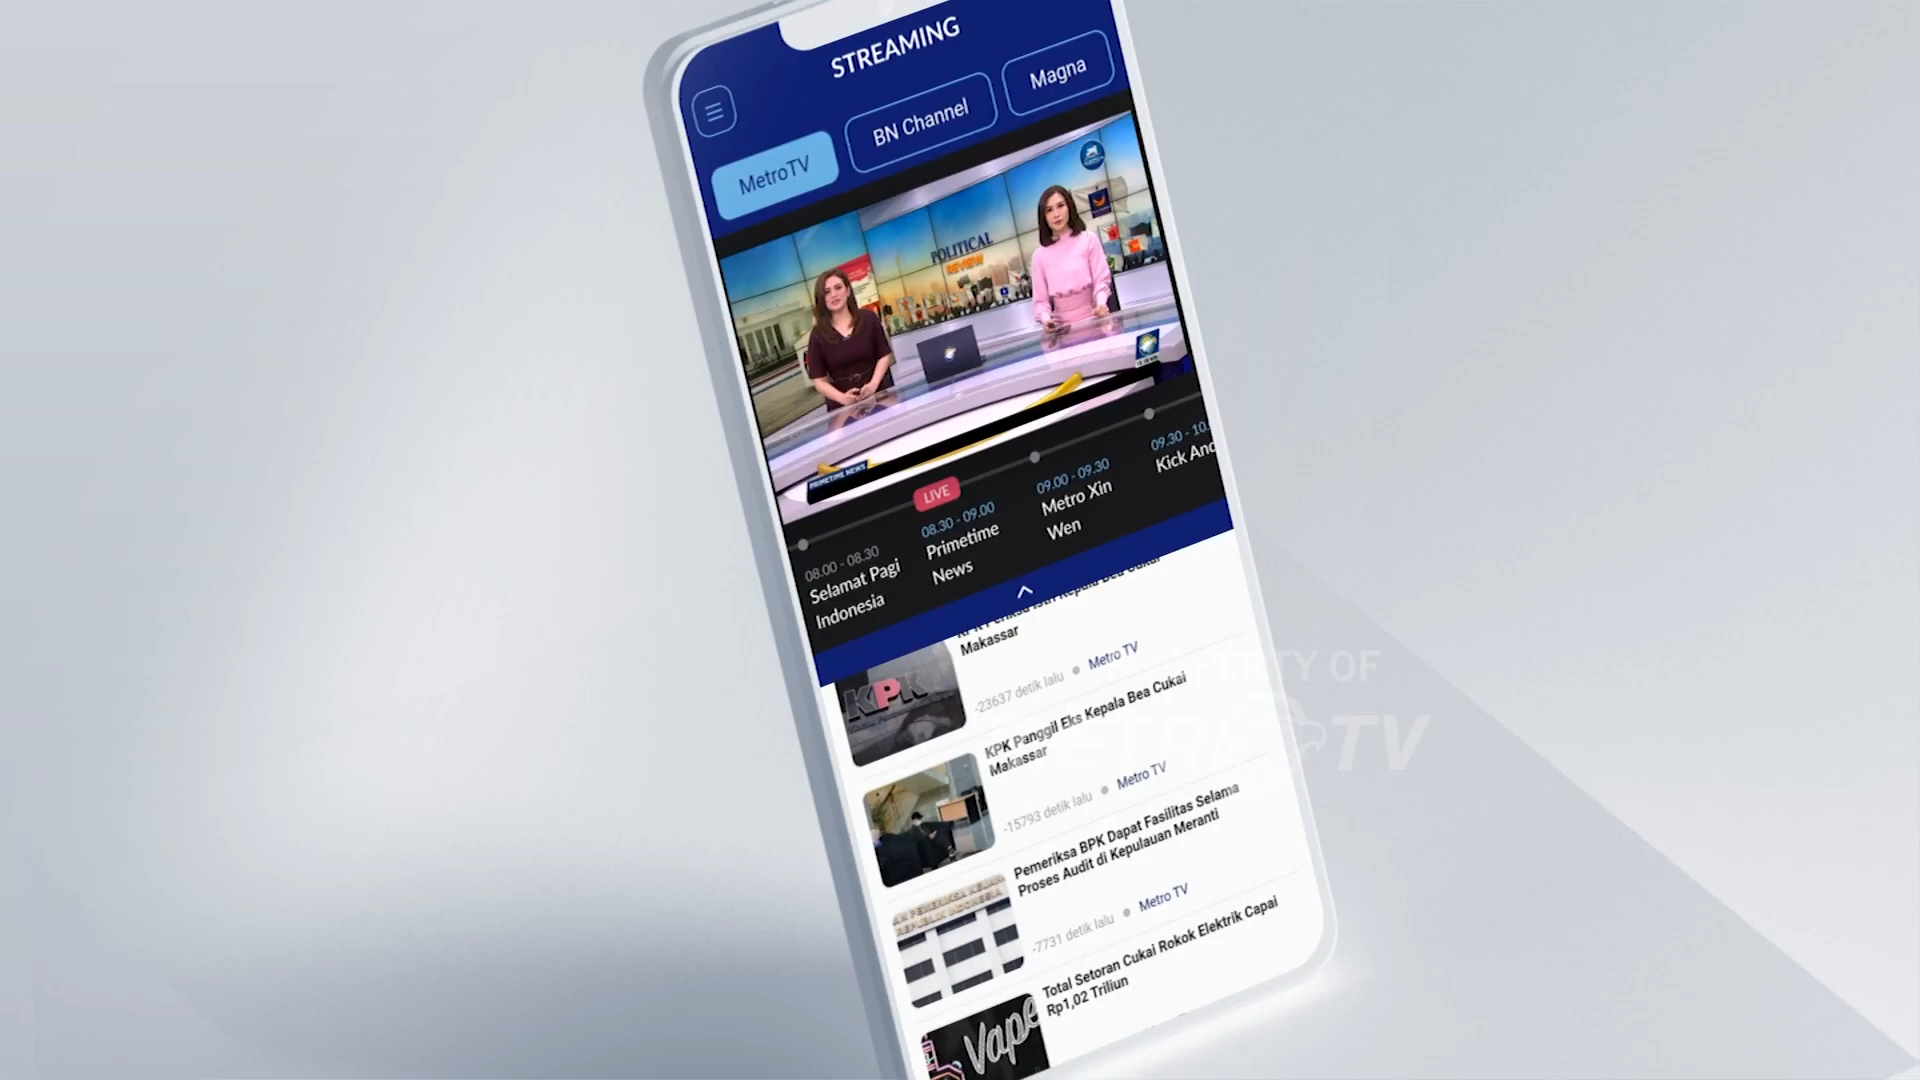 STREAMING
MetroTV
BN Channel
Magna
POLITICAL
REVIEW
PRIMETIME NEWS
LIVE
08.00 - 08.30
Selamat Pagi
Indonesia
08.30 - 09.00
Primetime
News
09.00 - 09.30
Metro Xin
Wen
09.30 - 10.
Kick And
Makassar
-23637 detik lalu • Metro TV
KPK
KPK Panggil Eks Kepala Bea Cukai
Makassar
-15793 detik lalu • Metro TV
Pemeriksa BPK Dapat Fasilitas Selama
Proses Audit di Kepulauan Meranti
-7731 detik lalu • Metro TV
REPUBLIK INDONESIA
Total Setoran Cukai Rokok Elektrik Capai
Rp1,02 Triliun
Vape
OF
TV